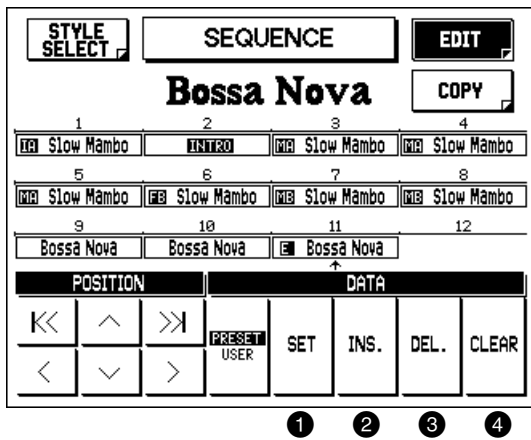 STYLE SELECT SEQUENCE EDIT
Bossa Nova COPY
1 2 3 4
IA Slow Mambo INTRO MA Slow Mambo MA Slow Mambo
5 6 7 8
MA Slow Mambo FB Slow Mambo MB Slow Mambo MB Slow Mambo
9 10 11 12
Bossa Nova Bossa Nova E Bossa Nova
POSITION DATA
PRESET
USER SET INS. DEL. CLEAR
1 2 3 4